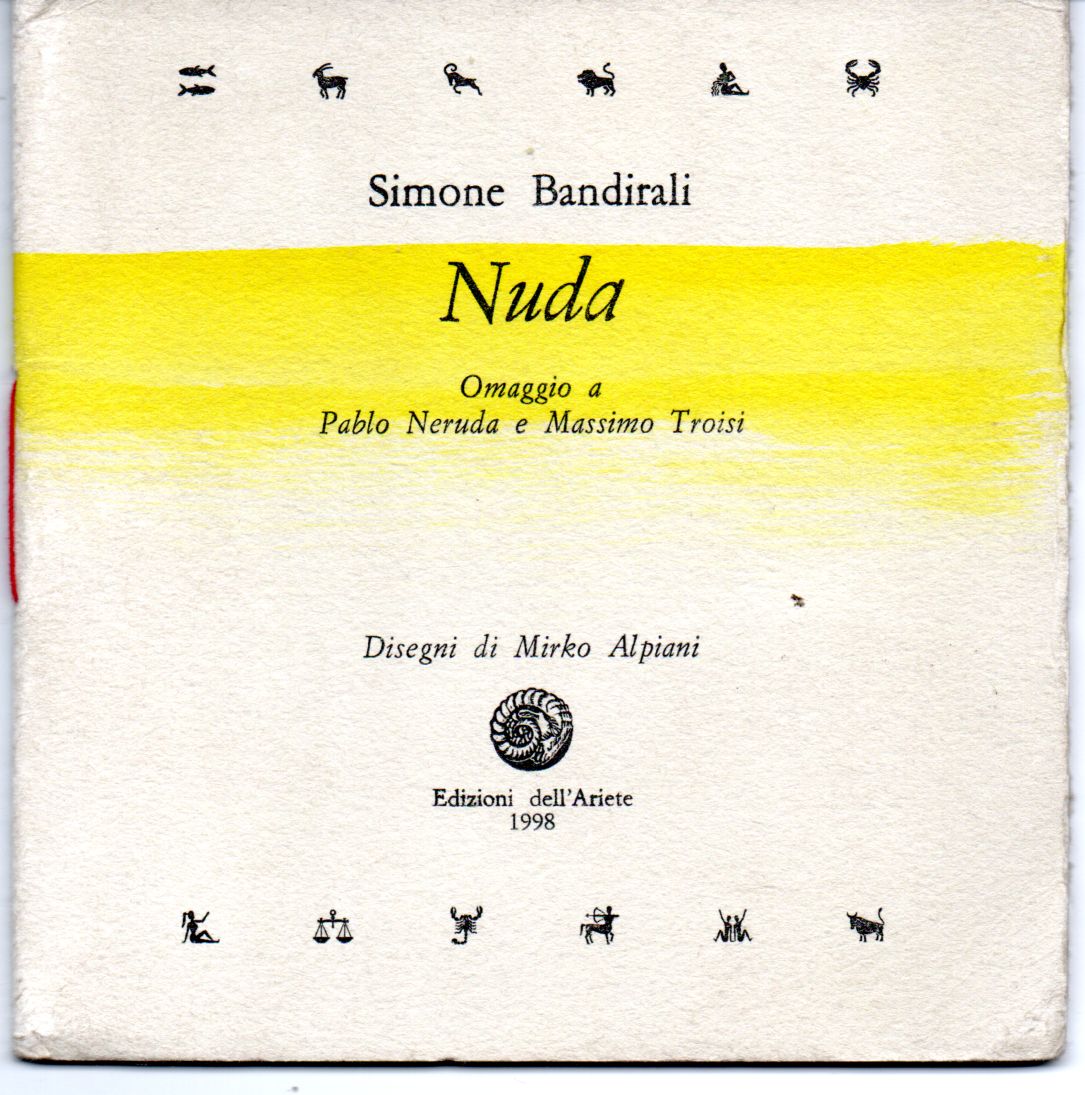 Simone Bandirali
Nuda
Omaggio a
Pablo Neruda e Massimo Troisi
Disegni di Mirko Alpiani
Edizioni dell'Ariete
1998